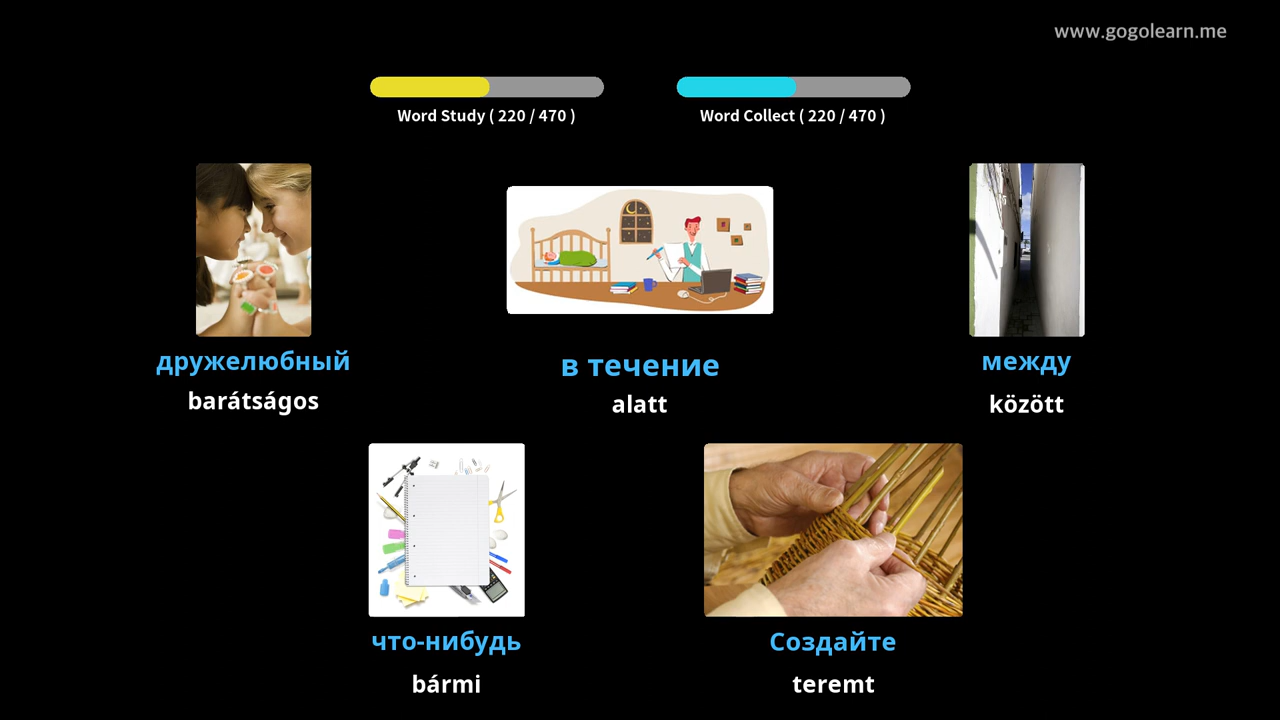 www.gogolearn.me
Word Study ( 220 / 470 )
Word Collect ( 220 / 470 )
дружелюбный
barátságos
в течение
alatt
между
között
что-нибудь
bármi
Создайте
teremt